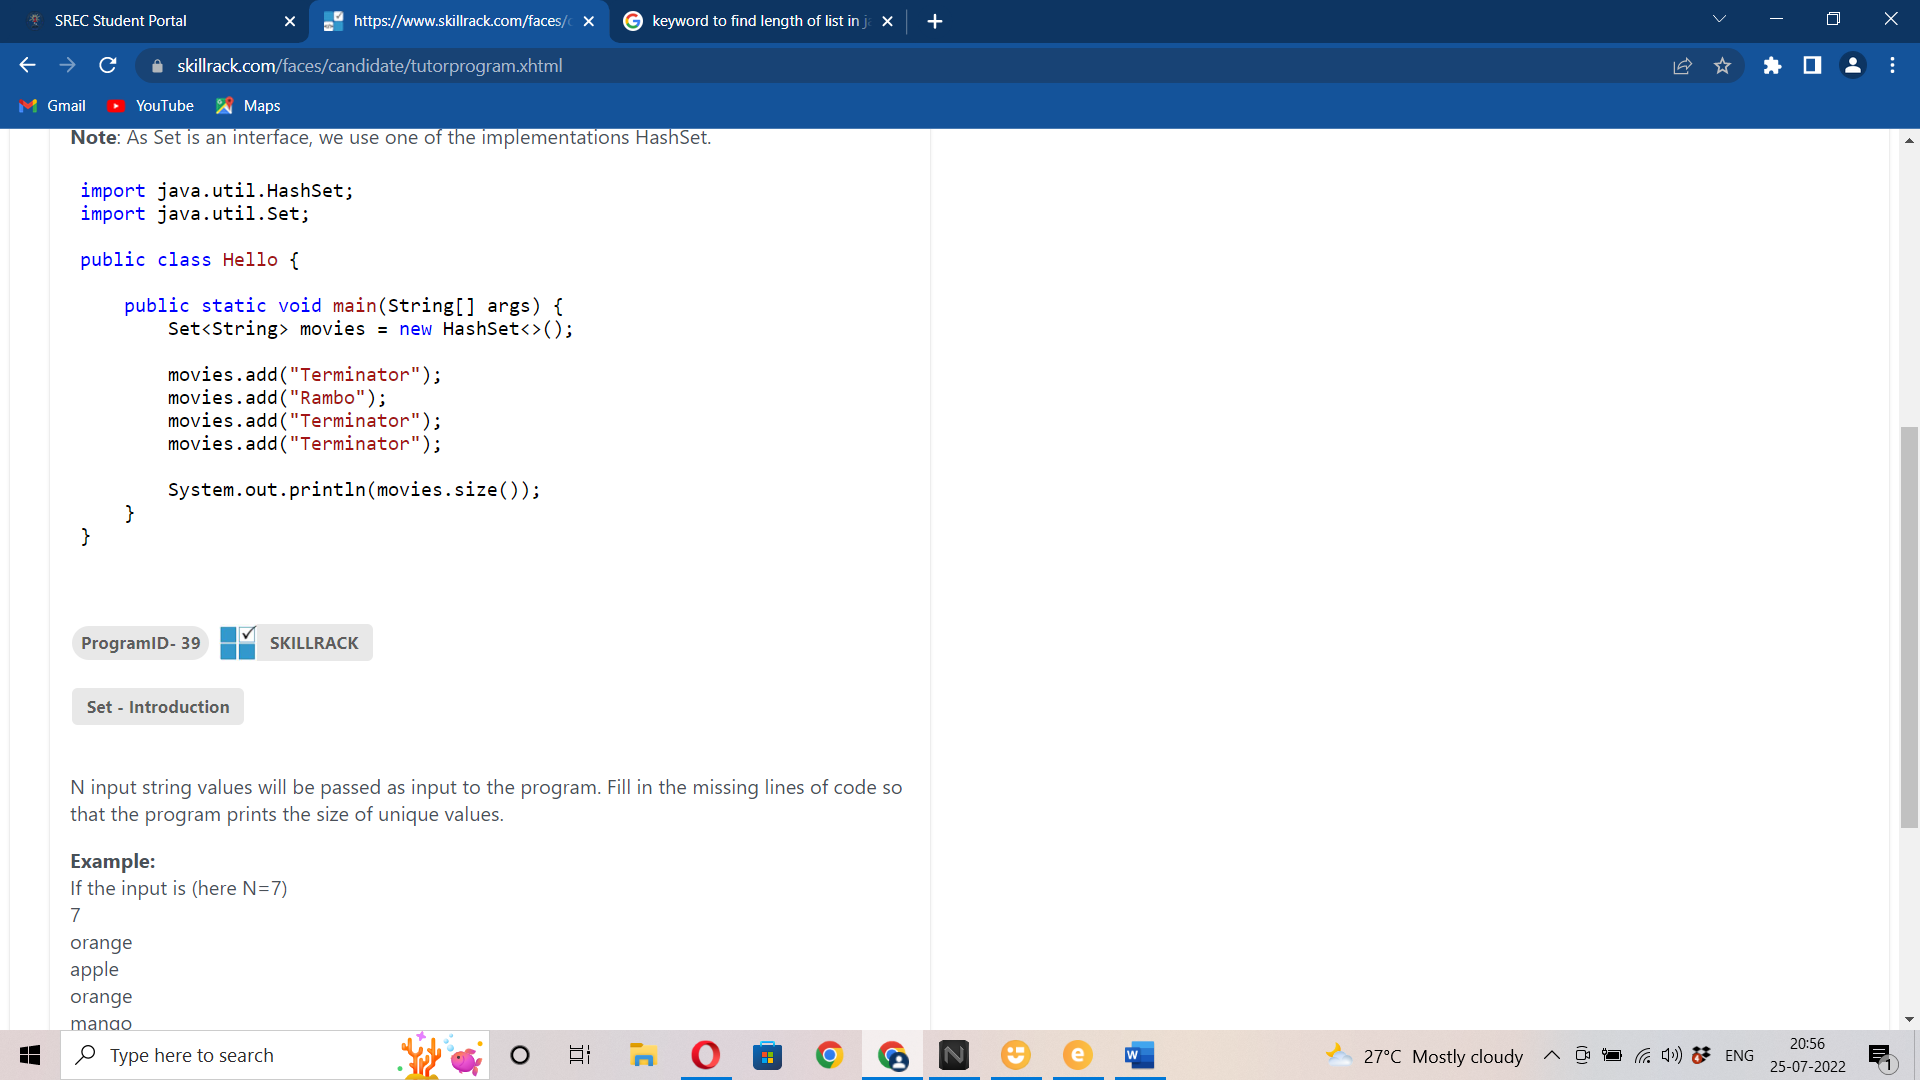 SREC Student Portal
https://www.skillrack.com/faces/
keyword to find length of list in
skillrack.com/faces/candidate/tutorprogram.xhtml
Gmail YouTube Maps
Note: As Set is an interface, we use one of the implementations HashSet.
import java.util.HashSet;
import java.util.Set;
public class Hello {
public static void main(String[] args) {
Set<String> movies = new HashSet<>();
movies.add("Terminator");
movies.add("Rambo");
movies.add("Terminator");
movies.add("Terminator");
System.out.println(movies.size());
}
}
ProgramID- 39 SKILLRACK
Set - Introduction
N input string values will be passed as input to the program. Fill in the missing lines of code so
that the program prints the size of unique values.
Example:
If the input is (here N=7)
7
orange
apple
orange
mango
Type here to search
27°C Mostly cloudy
ENG
20:56
25-07-2022
1